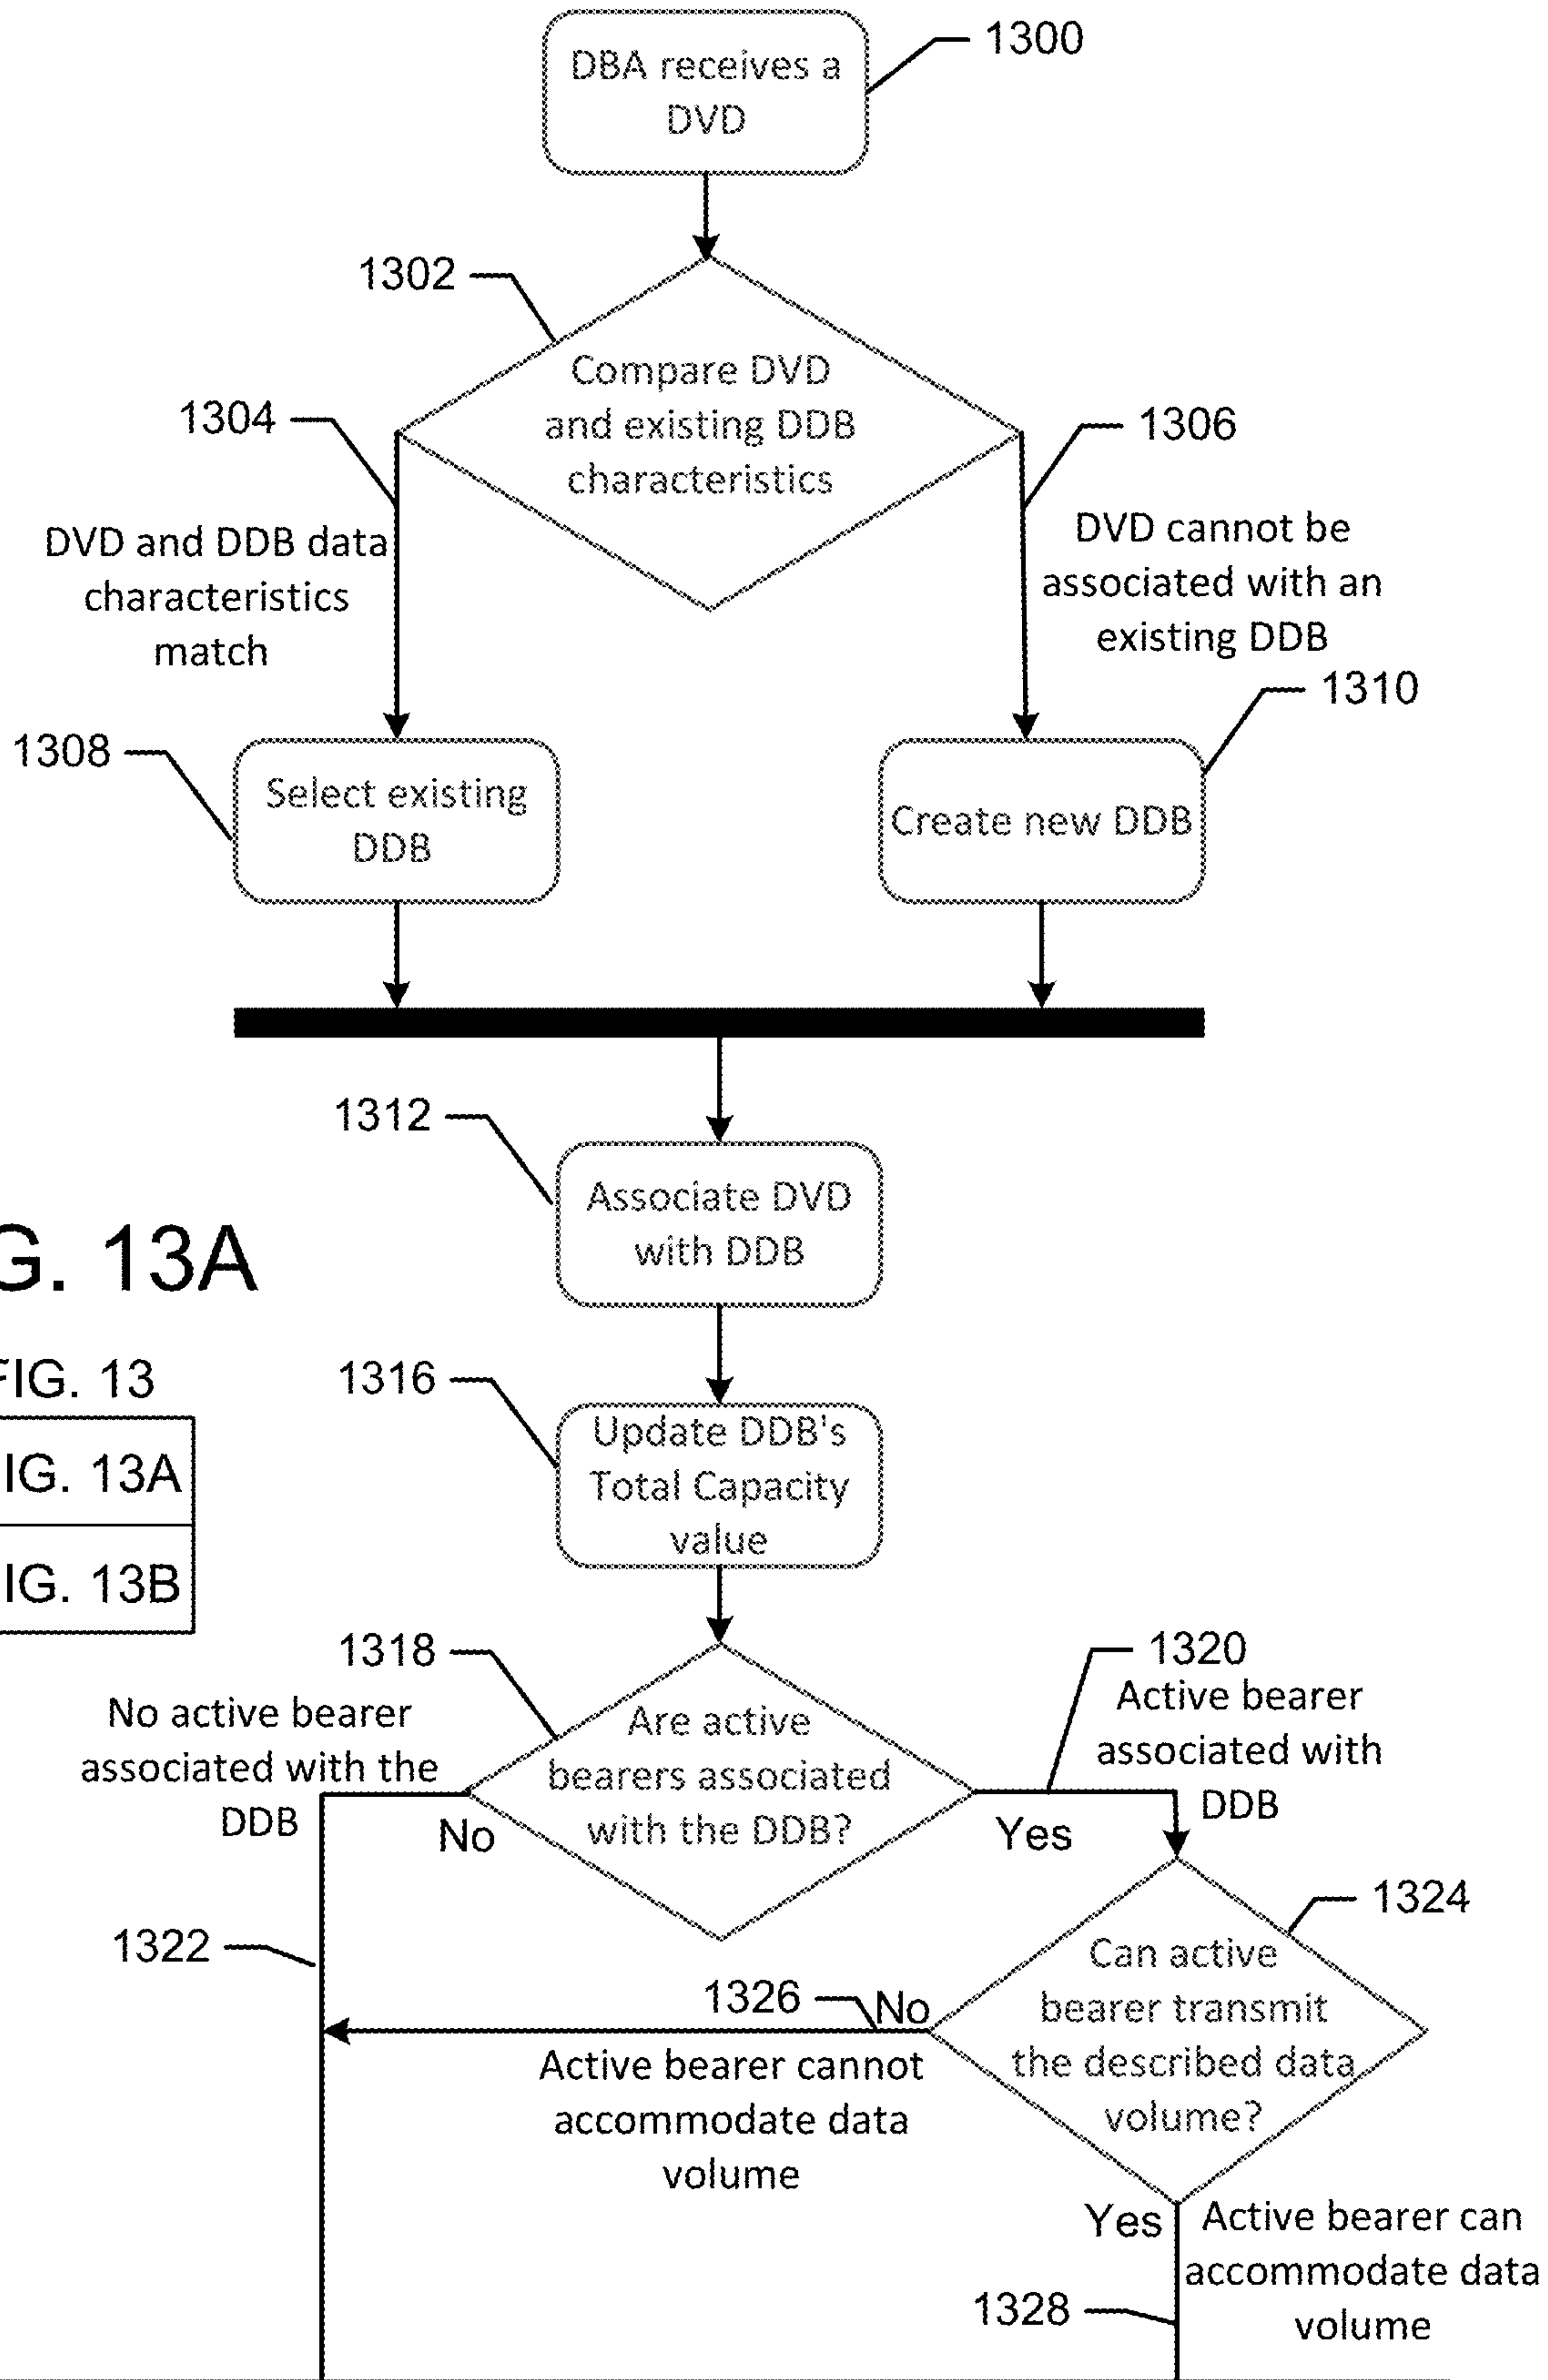 DBA receives a
DVD
1300
1302
Compare DVD
and existing DDB
characteristics
1304
1306
DVD and DDB data
characteristics
match
DVD cannot be
associated with an
existing DDB
1308
1310
Select existing
DDB
Create new DDB
1312
Associate DVD
with DDB
G. 13A
FIG. 13
IG. 13A
IG. 13B
1316
Update DDB's
Total Capacity
value
1318
1320
No active bearer
associated with the
DDB
Are active
bearers associated
with the DDB?
Active bearer
associated with
DDB
No
Yes
1322
1324
Can active
bearer transmit
the described data
volume?
1326
No
Active bearer cannot
accommodate data
volume
Yes
Active bearer can
accommodate data
volume
1328